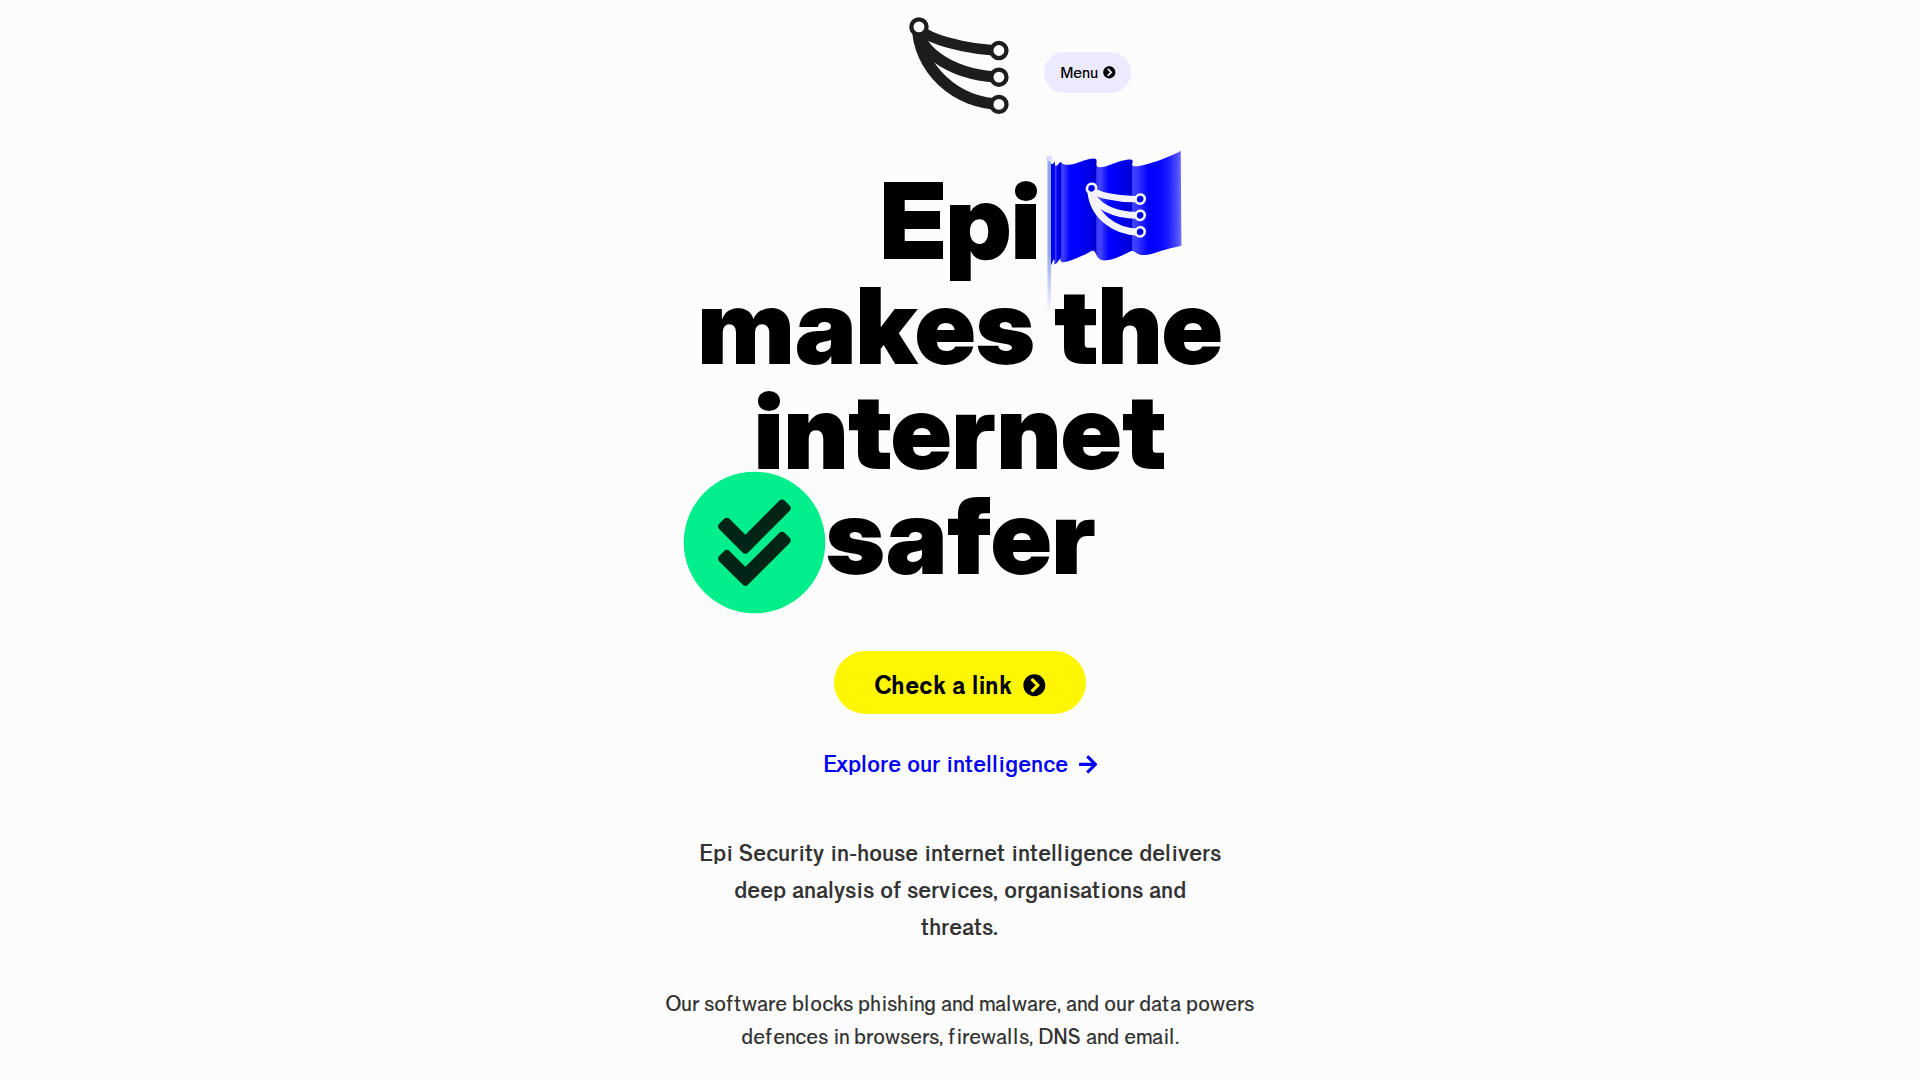 Menu
Epi
makes the
internet
safer
Check a link
Explore our intelligence
Epi Security in-house internet intelligence delivers
deep analysis of services, organisations and
threats.
Our software blocks phishing and malware, and our data powers
defences in browsers, firewalls, DNS and email.